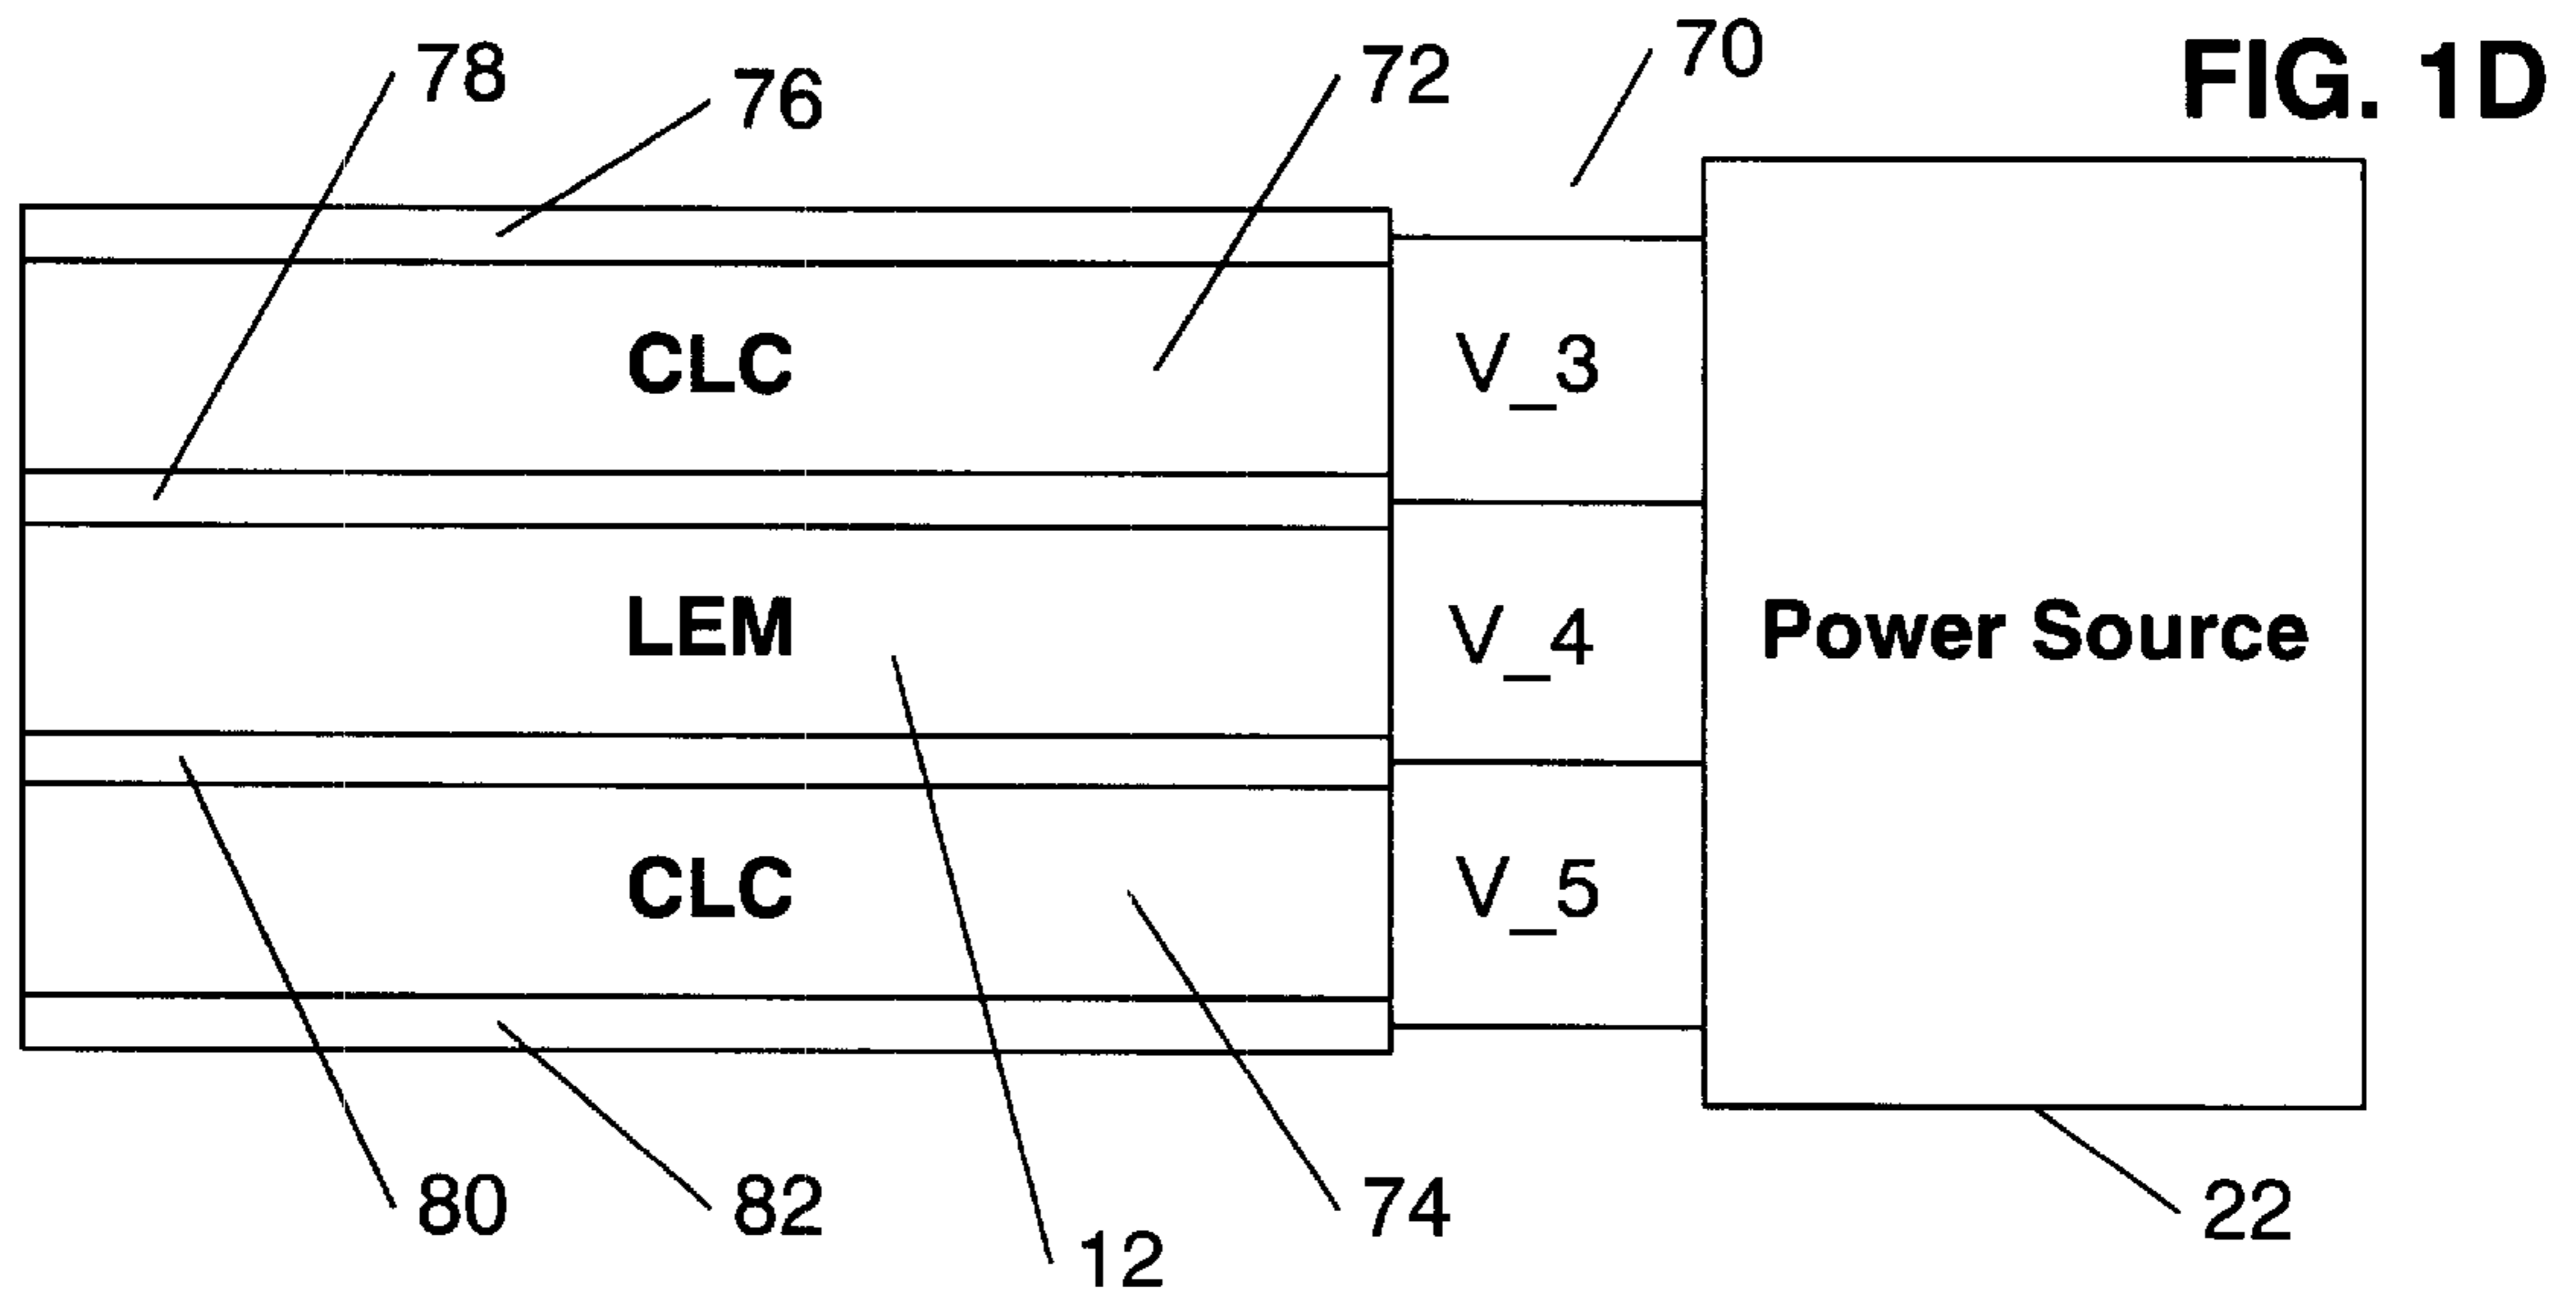 FIG. 1D
78
76
72
70
CLC
V_3
LEM
V_4
Power Source
CLC
V_5
80
82
12
74
22